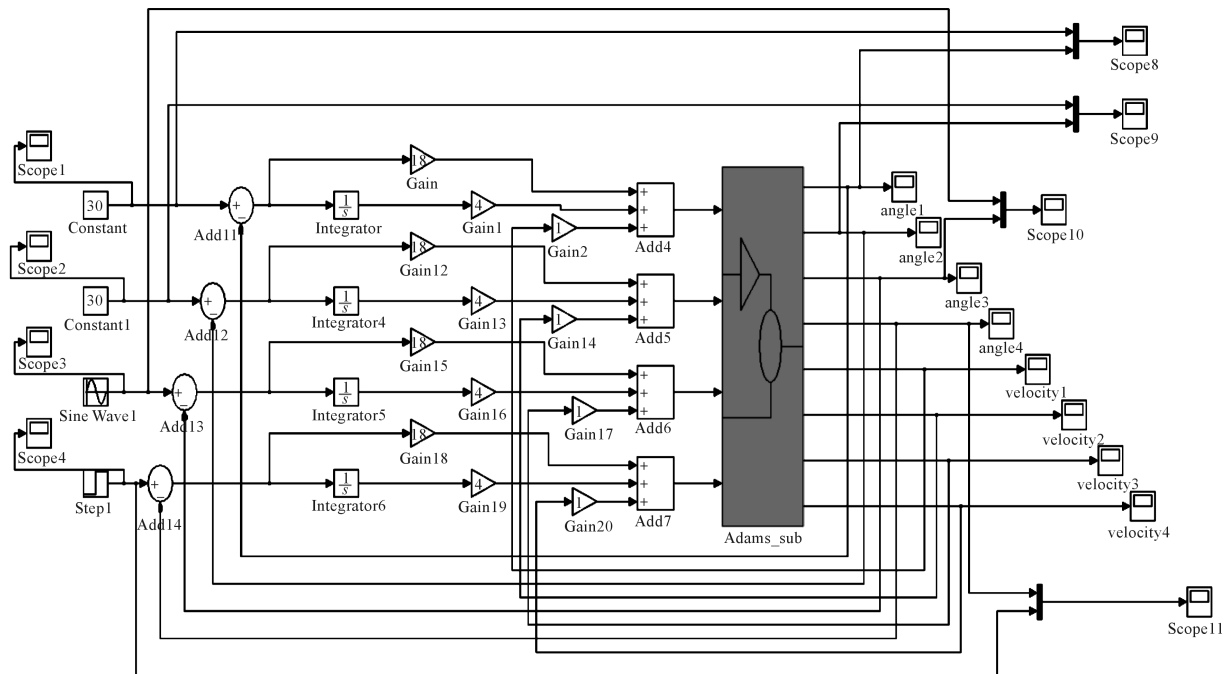 Scope8
Scope9
Scope1
18
Gain
+
+
+
Add4
angle1
30
Constant
+
−
Add11
1
s
Integrator
4
Gain1
1
Gain2
Scope10
Scope2
18
Gain12
angle2
30
Constant1
+
−
Add12
1
s
Integrator4
4
Gain13
1
Gain14
+
+
+
Add5
angle3
Scope3
18
Gain15
angle4
Sine Wave1
+
−
Add13
1
s
Integrator5
4
Gain16
1
Gain17
+
+
+
Add6
velocity1
Scope4
18
Gain18
velocity2
Step1
+
−
Add14
1
s
Integrator6
4
Gain19
1
Gain20
+
+
+
Add7
velocity3
Adams_sub
velocity4
Scope11